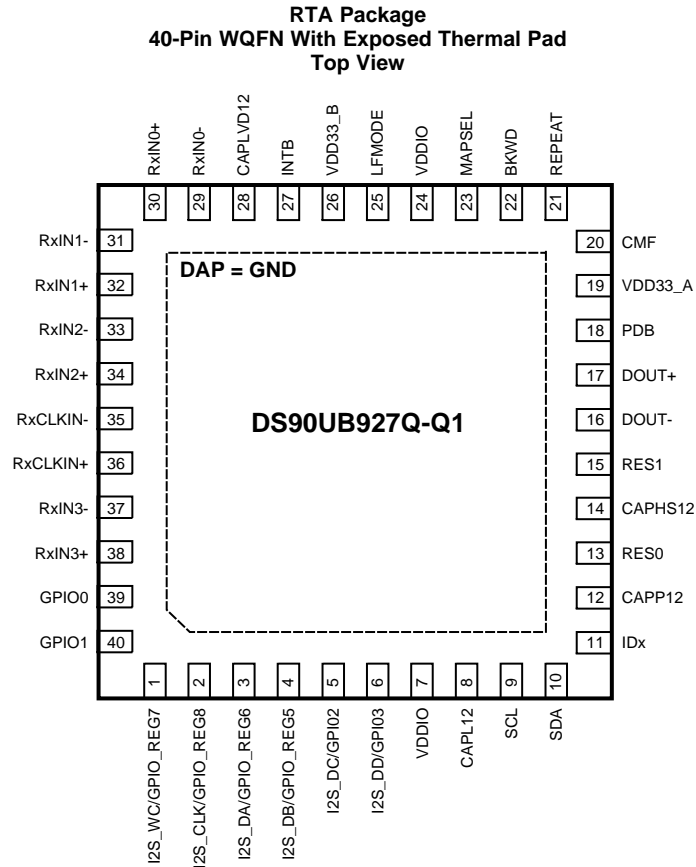 RTA Package
40-Pin WQFN With Exposed Thermal Pad
Top View
RxIN0+
RxIN0-
CAPLVD12
INTB
VDD33_B
LFMODE
VDDIO
MAPSEL
BKWD
REPEAT
30 29 28 27 26 25 24 23 22 21
RxIN1- 31
RxIN1+ 32
RxIN2- 33
RxIN2+ 34
RxCLKIN- 35
RxCLKIN+ 36
RxIN3- 37
RxIN3+ 38
GPIO0 39
GPIO1 40
DAP = GND
DS90UB927Q-Q1
20 CMF
19 VDD33_A
18 PDB
17 DOUT+
16 DOUT-
15 RES1
14 CAPHS12
13 RES0
12 CAPP12
11 IDx
1 2 3 4 5 6 7 8 9 10
I2S_WC/GPIO_REG7
I2S_CLK/GPIO_REG8
I2S_DA/GPIO_REG6
I2S_DB/GPIO_REG5
I2S_DC/GPI02
I2S_DD/GPI03
VDDIO
CAPL12
SCL
SDA